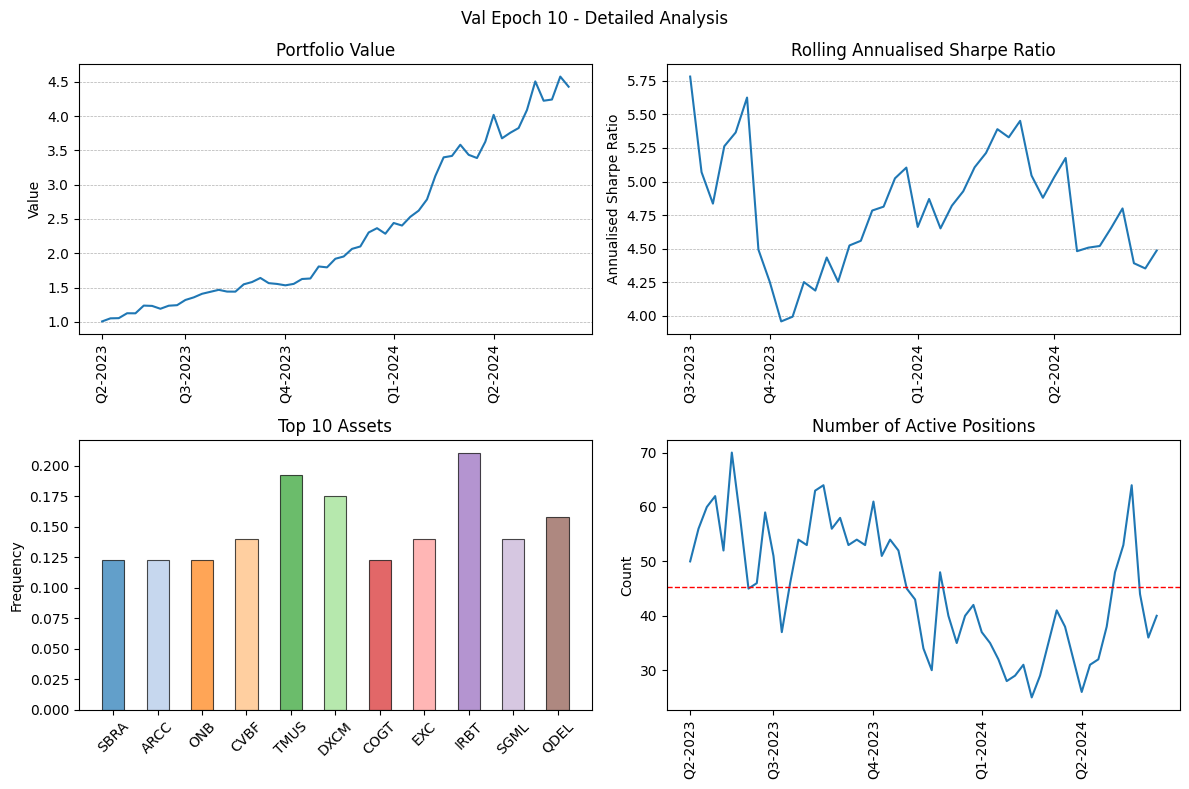 Val Epoch 10 - Detailed Analysis
Portfolio Value
Value
4.5
4.0
3.5
3.0
2.5
2.0
1.5
1.0
Q2-2023
Q3-2023
Q4-2023
Q1-2024
Q2-2024
Rolling Annualised Sharpe Ratio
Annualised Sharpe Ratio
5.75
5.50
5.25
5.00
4.75
4.50
4.25
4.00
Q3-2023
Q4-2023
Q1-2024
Q2-2024
Top 10 Assets
Frequency
0.200
0.175
0.150
0.125
0.100
0.075
0.050
0.025
0.000
SBRA
ARCC
ONB
CVBF
TMUS
DXCM
COGT
EXC
IRBT
SGML
QDEL
Number of Active Positions
Count
70
60
50
40
30
Q2-2023
Q3-2023
Q4-2023
Q1-2024
Q2-2024